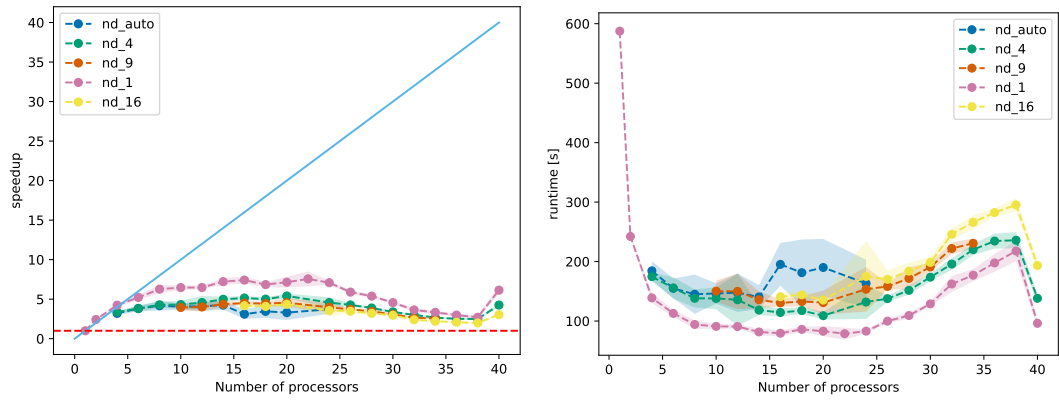 40
35
30
25
20
15
10
5
0
speedup
nd_auto
nd_4
nd_9
nd_1
nd_16
0 5 10 15 20 25 30 35 40
Number of processors
600
500
400
300
200
100
runtime [s]
nd_auto
nd_4
nd_9
nd_1
nd_16
0 5 10 15 20 25 30 35 40
Number of processors